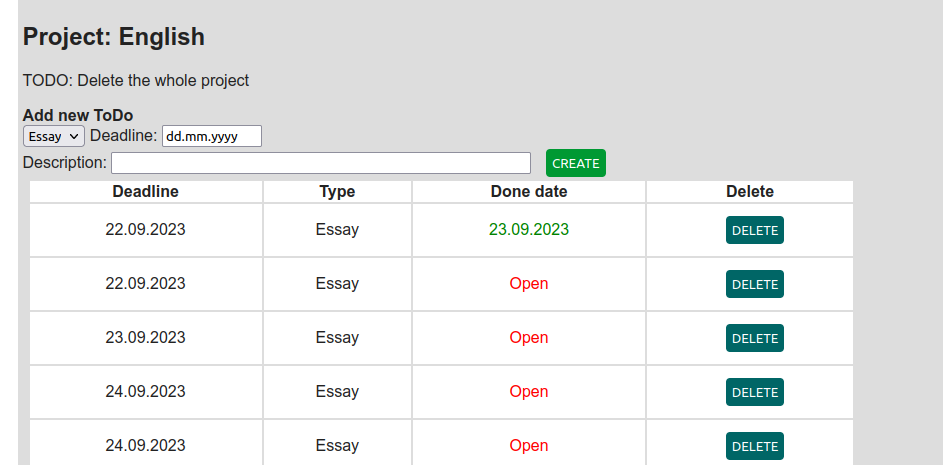 Project: English
TODO: Delete the whole project
Add new ToDo
Essay Deadline: dd.mm.yyyy
Description: CREATE
Deadline Type Done date Delete
22.09.2023 Essay 23.09.2023 DELETE
22.09.2023 Essay Open DELETE
23.09.2023 Essay Open DELETE
24.09.2023 Essay Open DELETE
24.09.2023 Essay Open DELETE